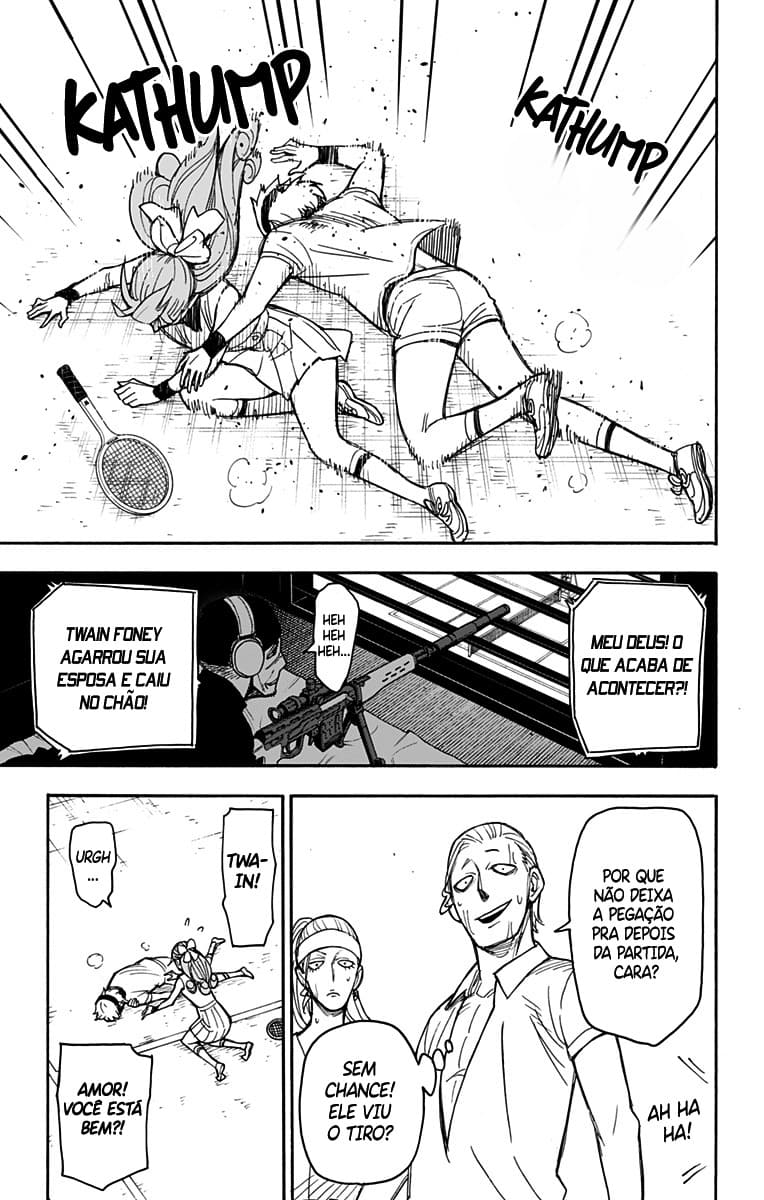 KATHUMP
KATHUMP
MEU DEUS! O
QUE ACABA DE
ACONTECER?!
HEH
HEH
HEH...
TWAIN FONEY
AGARROU SUA
ESPOSA E CAIU
NO CHÃO!
POR QUE
NÃO DEIXA
A PEGAÇÃO
PRA DEPOIS
DA PARTIDA,
CARA?
AH HA
HA!
SEM
CHANCE!
ELE VIU
O TIRO?
TWA-
IN!
URGH
...
AMOR!
VOCÊ ESTÁ
BEM?!